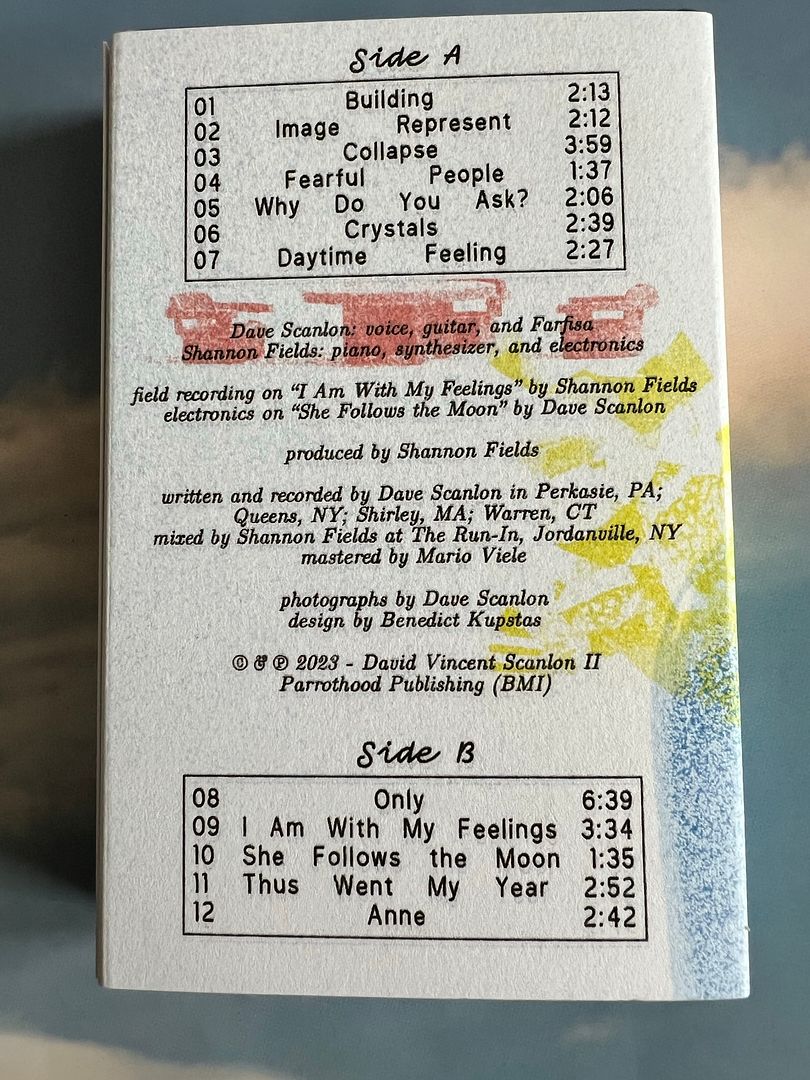 Side A
01 Building 2:13
02 Image Represent 2:12
03 Collapse 3:59
04 Fearful People 1:37
05 Why Do You Ask? 2:06
06 Crystals 2:39
07 Daytime Feeling 2:27
Dave Scanlon: voice, guitar, and Farfisa
Shannon Fields: piano, synthesizer, and electronics
field recording on “I Am With My Feelings” by Shannon Fields
electronics on “She Follows the Moon” by Dave Scanlon
produced by Shannon Fields
written and recorded by Dave Scanlon in Perkasie, PA;
Queens, NY; Shirley, MA; Warren, CT
mixed by Shannon Fields at The Run-In, Jordanville, NY
mastered by Mario Viele
photographs by Dave Scanlon
design by Benedict Kupstas
© & ℗ 2023 - David Vincent Scanlon II
Parrothood Publishing (BMI)
Side B
08 Only 6:39
09 I Am With My Feelings 3:34
10 She Follows the Moon 1:35
11 Thus Went My Year 2:52
12 Anne 2:42